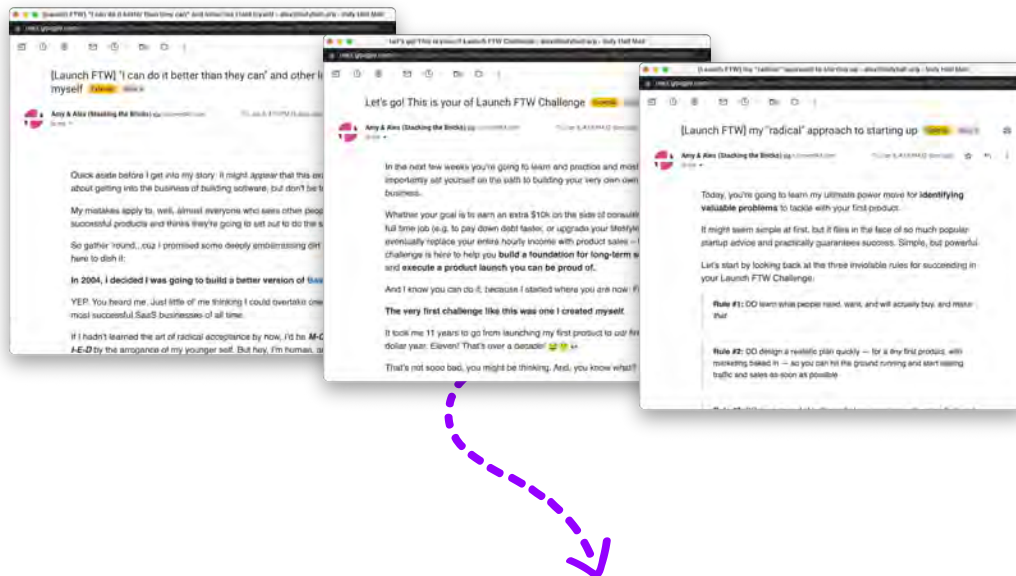 [Launch FTW] "I can do it better than they can" and other
myself
Amy & Alex (Stacking the Bricks)
Quick aside before I get into my story: it might appear that this
about getting into the business of building software, but don't be
My mistakes apply to, well, almost everyone who sees other
successful products and thinks they're going to set out to do the
So gather 'round...cuz I promised some deeply embarrassing dirt
here to dish it:
In 2004, I decided I was going to build a better version of
YEP. You heard me. Just little ol' me thinking I could overtake one
most successful SaaS businesses of all time.
If I hadn't learned the art of radical acceptance by now, I'd be
by the arrogance of my younger self. But hey, I'm human,
Let's go! This is your of Launch FTW Challenge
Amy & Alex (Stacking the Bricks)
In the next few weeks you're going to learn and practice and most
importantly set yourself on the path to building your very own own
business.
Whether your goal is to earn an extra $10k on the side of
full time job (e.g. to pay down debt faster, or upgrade your
eventually replace your entire hourly income with product sales –
challenge is here to help you build a foundation for long-term
and execute a product launch you can be proud of.
And I know you can do it, because I started where you are now:
The very first challenge like this was one I created myself.
It took me 11 years to go from launching my first product to our
dollar year. Eleven! That's over a decade!
That's not sooo bad, you might be thinking. And, you know what?
[Launch FTW] my "radical" approach to starting up
Amy & Alex (Stacking the Bricks)
Today, you're going to learn my ultimate power move for identifying
valuable problems to tackle with your first product.
It might seem simple at first, but it flies in the face of so much popular
startup advice and practically guarantees success. Simple, but powerful.
Let's start by looking back at the three inviolable rules for succeeding in
your Launch FTW Challenge.
Rule #1: DO learn what people need, want, and will actually buy, and make
that
Rule #2: DO design a realistic plan quickly — for a tiny first product, with
marketing baked in — so you can hit the ground running and start seeing
traffic and sales as soon as possible